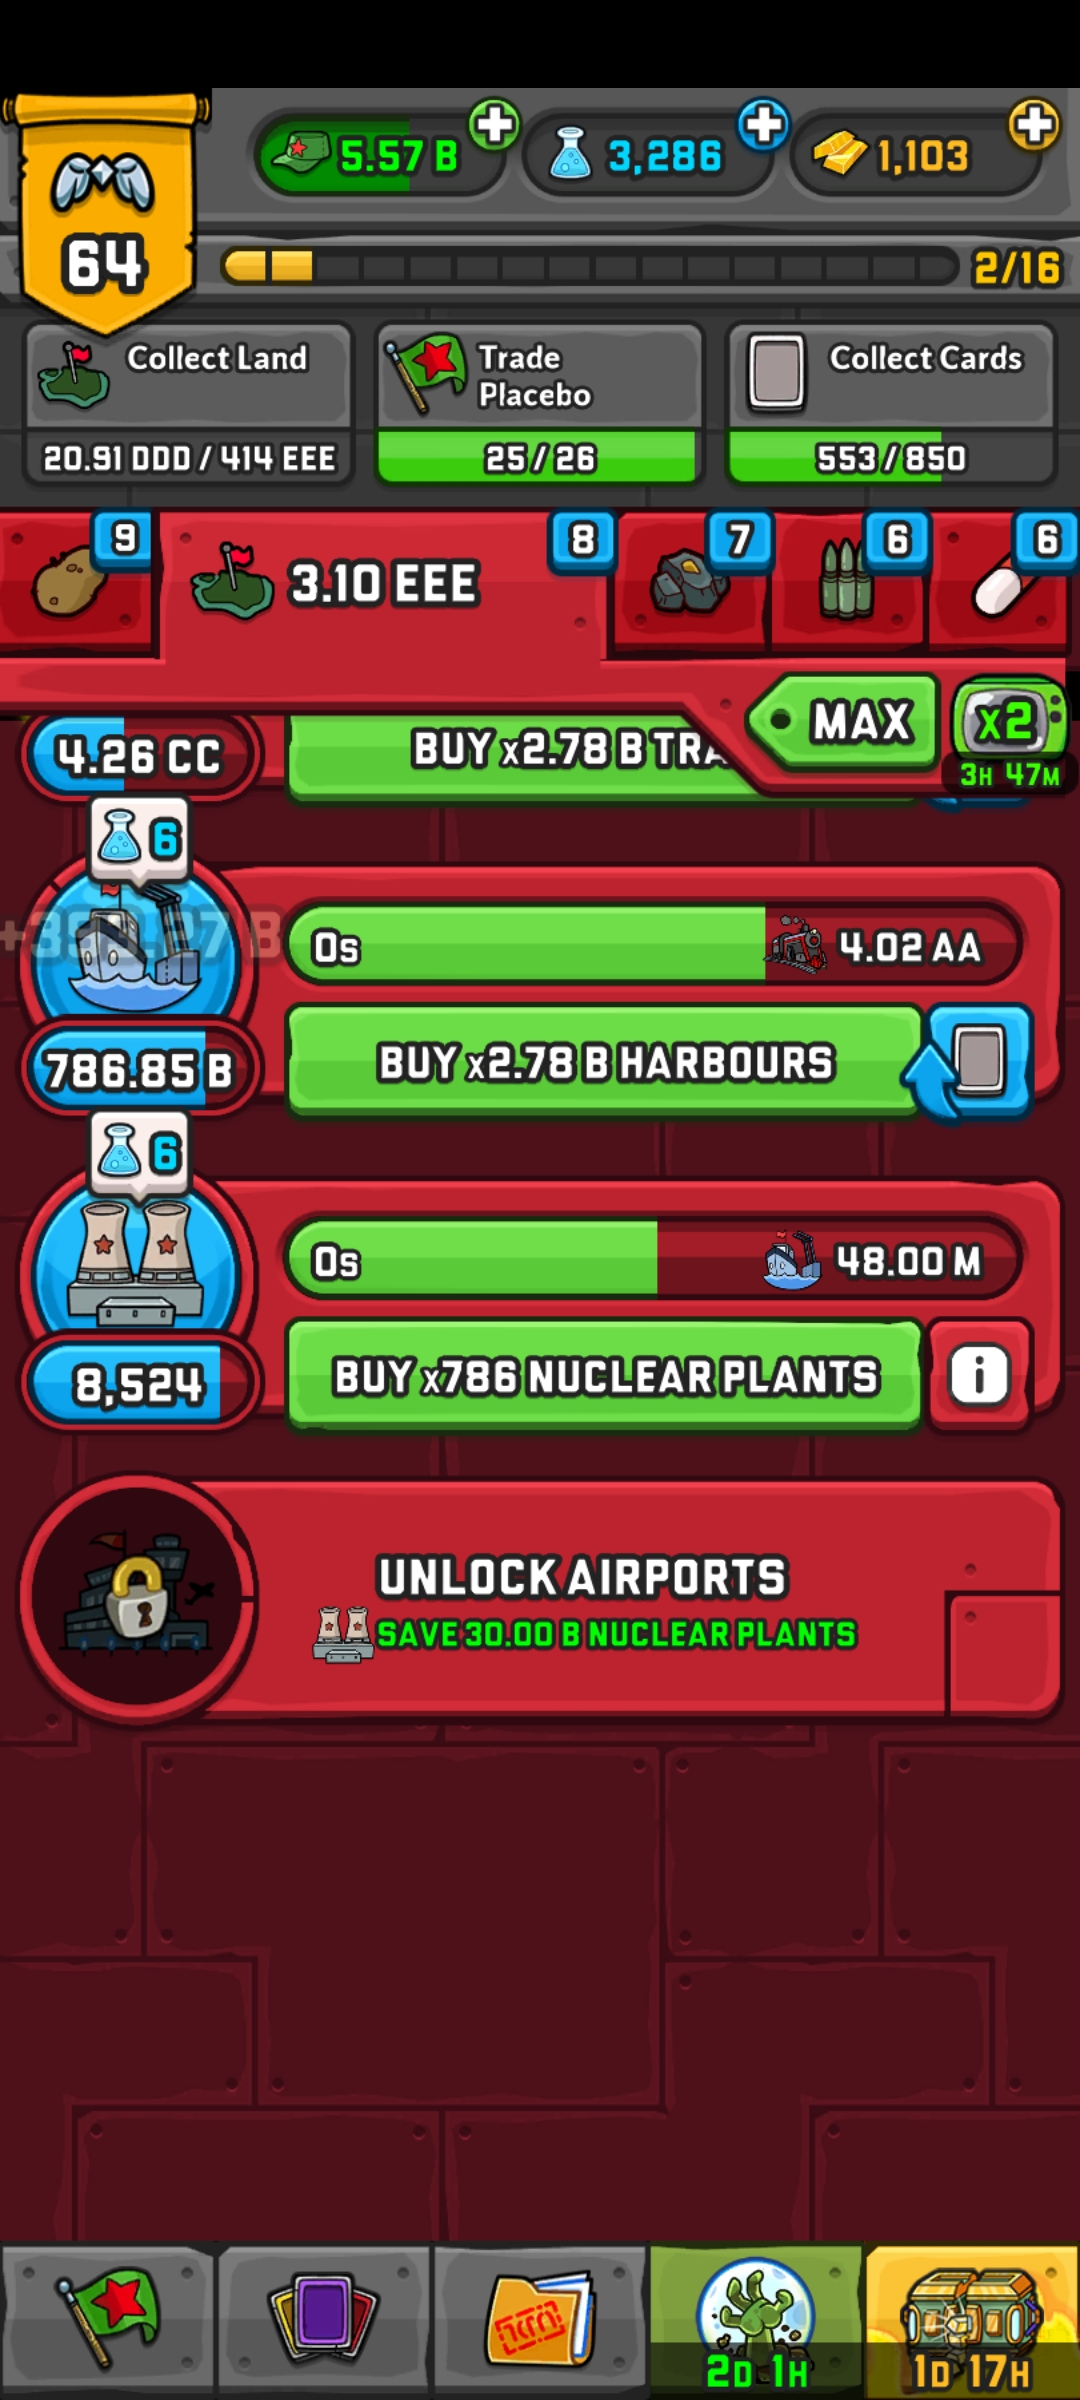 5.57 B
3,286
1,103
64
2/16
Collect Land
Trade
Placebo
Collect Cards
20.91 DDD / 414 EEE
25 / 26
553 / 850
9
3.10 EEE
8
7
6
6
MAX
x2
3H 47M
4.26 CC
BUY x2.78 B TRA
6
0s
4.02 AA
786.85 B
BUY x2.78 B HARBOURS
6
0s
48.00 M
8,524
BUY x786 NUCLEAR PLANTS
i
UNLOCK AIRPORTS
SAVE 30.00 B NUCLEAR PLANTS
2D 1H
1D 17H